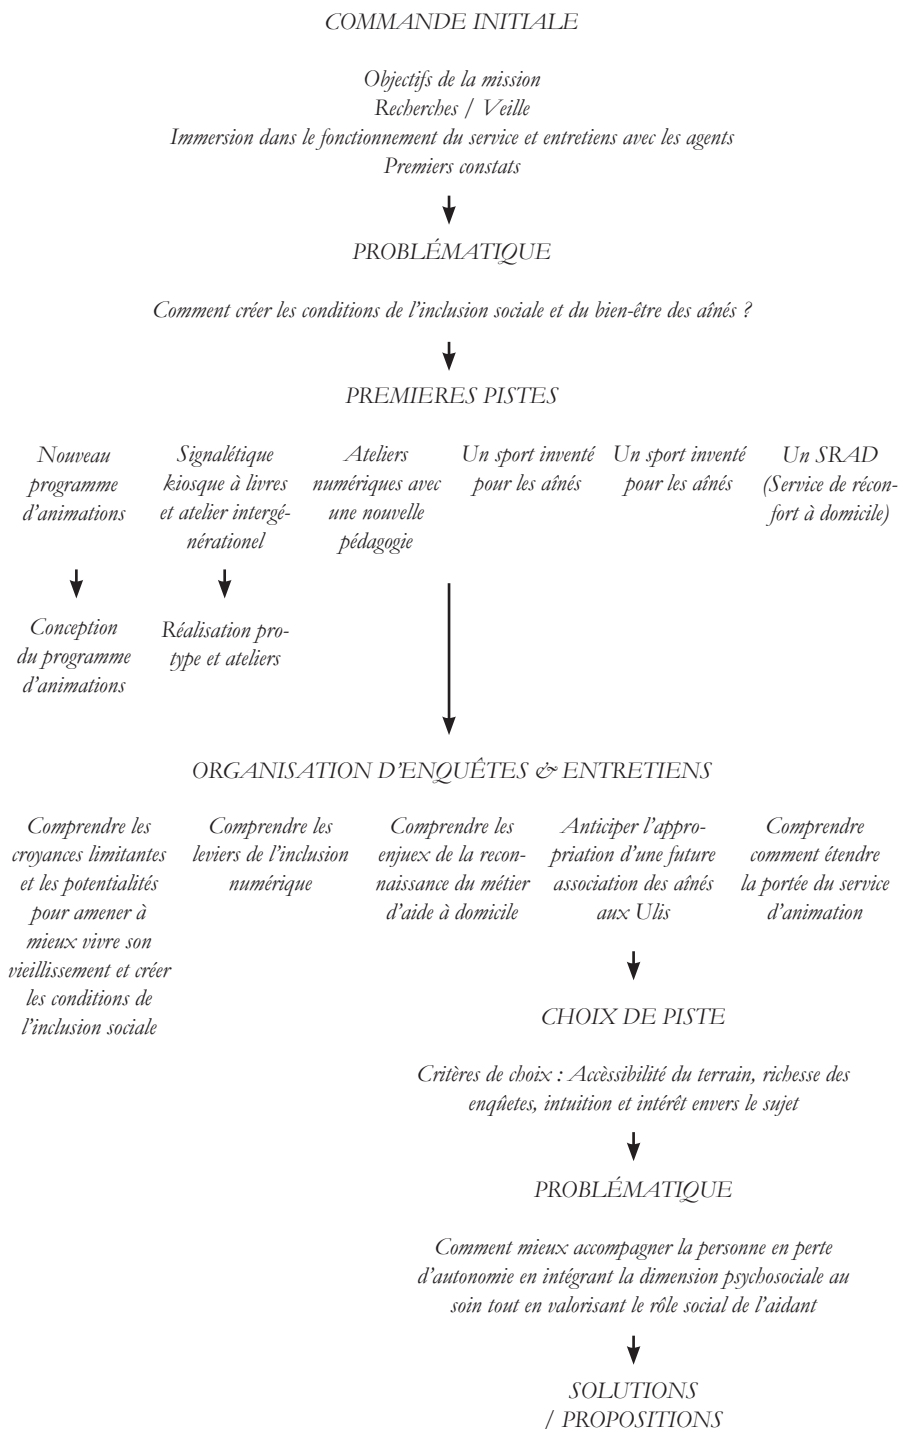 COMMANDE INITIALE
Objectifs de la mission
Recherches / Veille
Immersion dans le fonctionnement du service et entretiens avec les agents
Premiers constats
PROBLÉMATIQUE
Comment créer les conditions de l'inclusion sociale et du bien-être des aînés ?
PREMIERES PISTES
Nouveau
programme
d'animations
Signalétique
kiosque à livres
et atelier intergé-
nérationel
Ateliers
numériques avec
une nouvelle
pédagogie
Un sport inventé
pour les aînés
Un sport inventé
pour les aînés
Un SRAD
(Service de récon-
fort à domicile)
Conception
du programme
d'animations
Réalisation pro-
type et ateliers
ORGANISATION D'ENQUÊTES & ENTRETIENS
Comprendre les
croyances limitantes
et les potentialités
pour amener à
mieux vivre son
vieillissement et créer
les conditions de
l'inclusion sociale
Comprendre les
leviers de l'inclusion
numérique
Comprendre les
enjuex de la recon-
naissance du métier
d'aide à domicile
Anticiper l'appro-
priation d'une future
association des aînés
aux Ulis
Comprendre
comment étendre
la portée du service
d'animation
CHOIX DE PISTE
Critères de choix : Accèssibilité du terrain, richesse des
enqûetes, intuition et intérêt envers le sujet
PROBLÉMATIQUE
Comment mieux accompagner la personne en perte
d'autonomie en intégrant la dimension psychosociale au
soin tout en valorisant le rôle social de l'aidant
SOLUTIONS
/ PROPOSITIONS